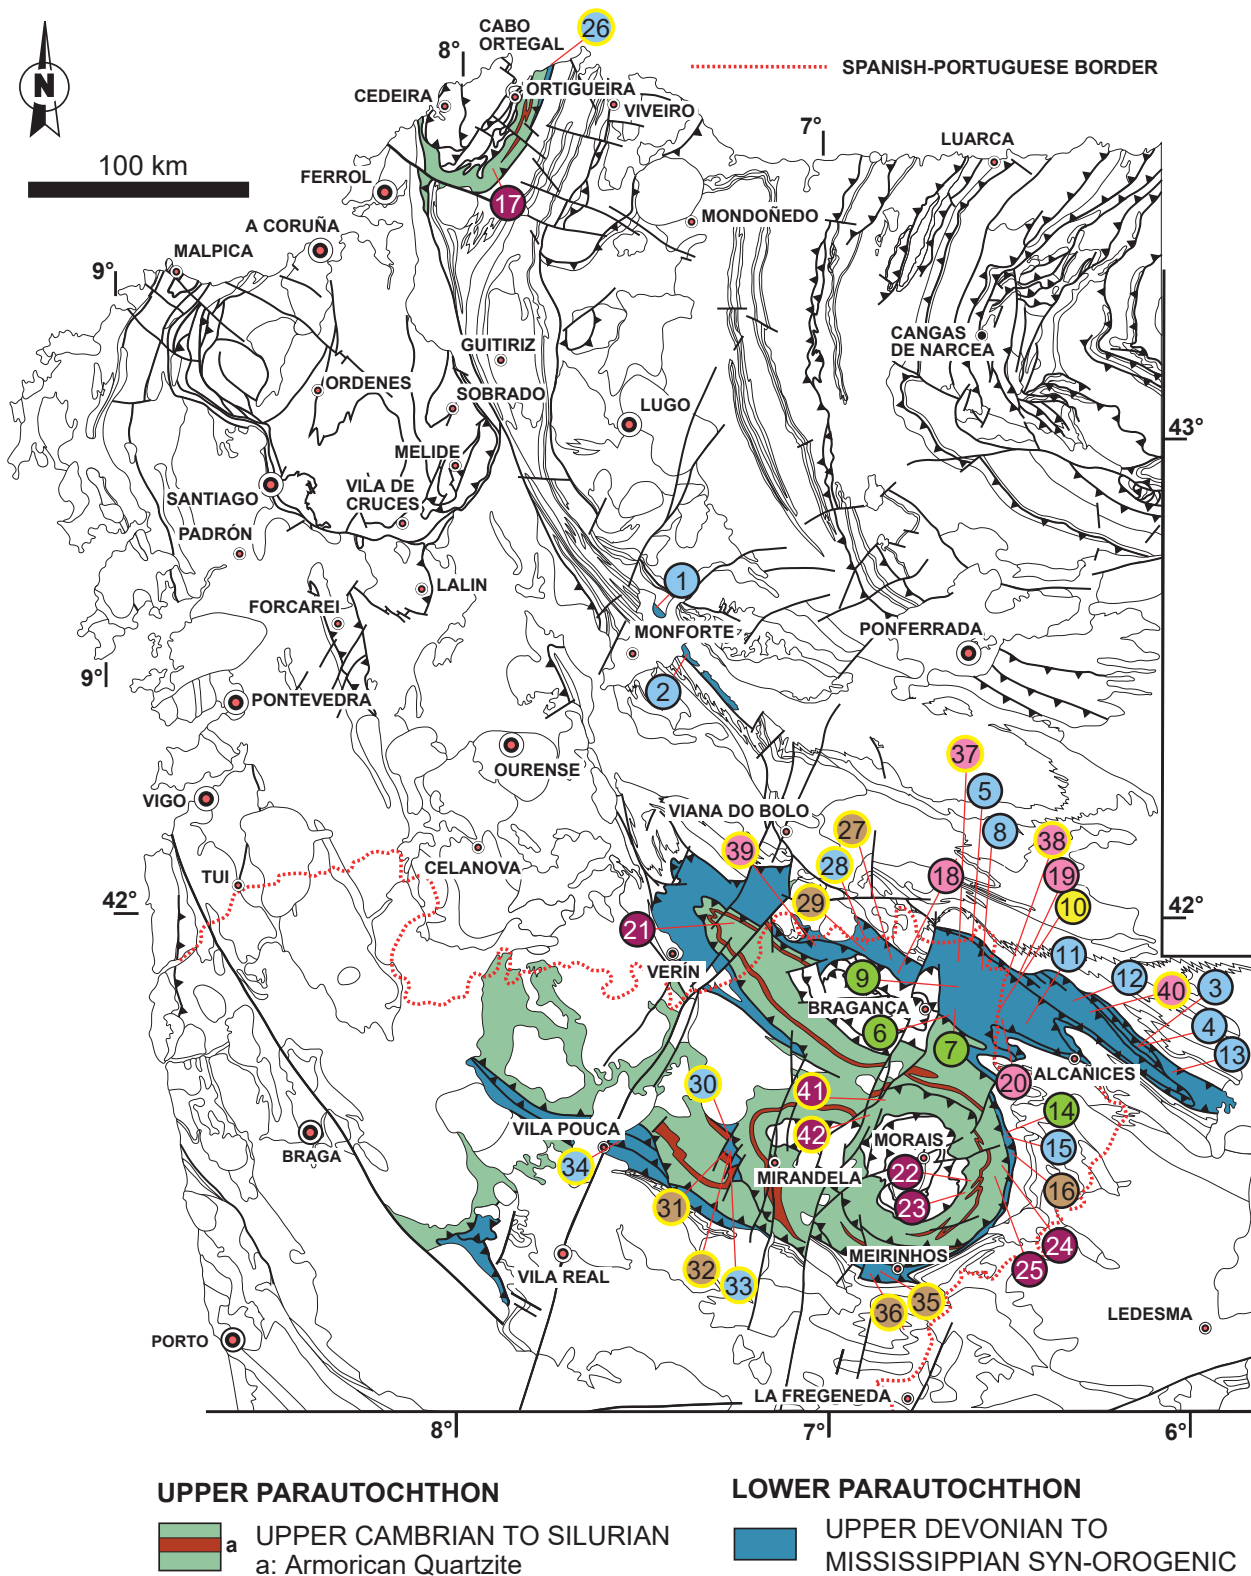 CABO
ORTEGAL
26
8°
SPANISH-PORTUGUESE BORDER
N
CEDEIRA
ORTIGUEIRA
VIVEIRO
7°
LUARCA
100 km
FERROL
17
MONDOÑEDO
A CORUÑA
MALPICA
9°
CANGAS
DE NARCEA
GUITIRIZ
ORDENES
SOBRADO
LUGO
43°
MELIDE
SANTIAGO
VILA DE
CRUCES
PADRÓN
1
LALIN
FORCAREI
MONFORTE
PONFERRADA
9°
2
PONTEVEDRA
37
OURENSE
5
VIGO
VIANA DO BOLO
8
27
38
39
28
CELANOVA
TUI
18
19
42°
29
10
42°
21
11
VERÍN
9
12
40
3
BRAGANÇA
6
7
4
13
ALCANICES
30
41
20
14
VILA POUCA
42
MORAIS
15
BRAGA
34
MIRANDELA
22
16
31
23
24
MEIRINHOS
25
VILA REAL
32
33
36
35
LEDESMA
PORTO
LA FREGENEDA
8°
7°
6°
UPPER PARAUTOCHTHON
a
UPPER CAMBRIAN TO SILURIAN
a: Armorican Quartzite
LOWER PARAUTOCHTHON
UPPER DEVONIAN TO
MISSISSIPPIAN SYN-OROGENIC